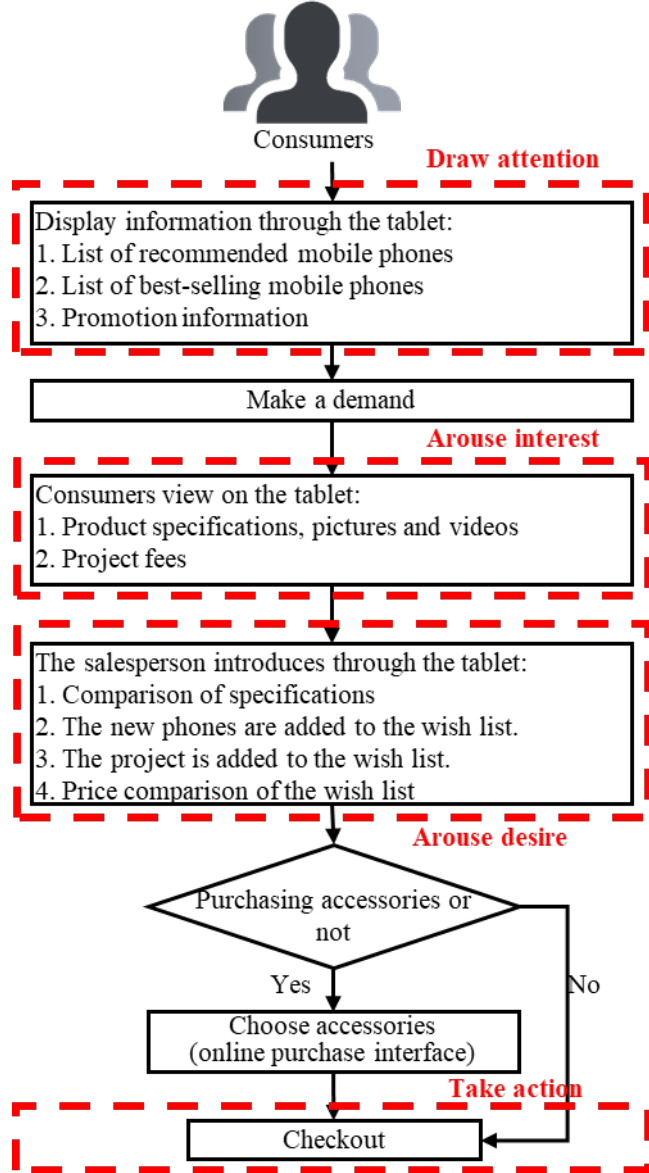 Consumers
Draw attention
Display information through the tablet:
1. List of recommended mobile phones
2. List of best-selling mobile phones
3. Promotion information
Make a demand
Arouse interest
Consumers view on the tablet:
1. Product specifications, pictures and videos
2. Project fees
The salesperson introduces through the tablet:
1. Comparison of specifications
2. The new phones are added to the wish list.
3. The project is added to the wish list.
4. Price comparison of the wish list
Arouse desire
Purchasing accessories or
not
Yes
No
Choose accessories
(online purchase interface)
Take action
Checkout